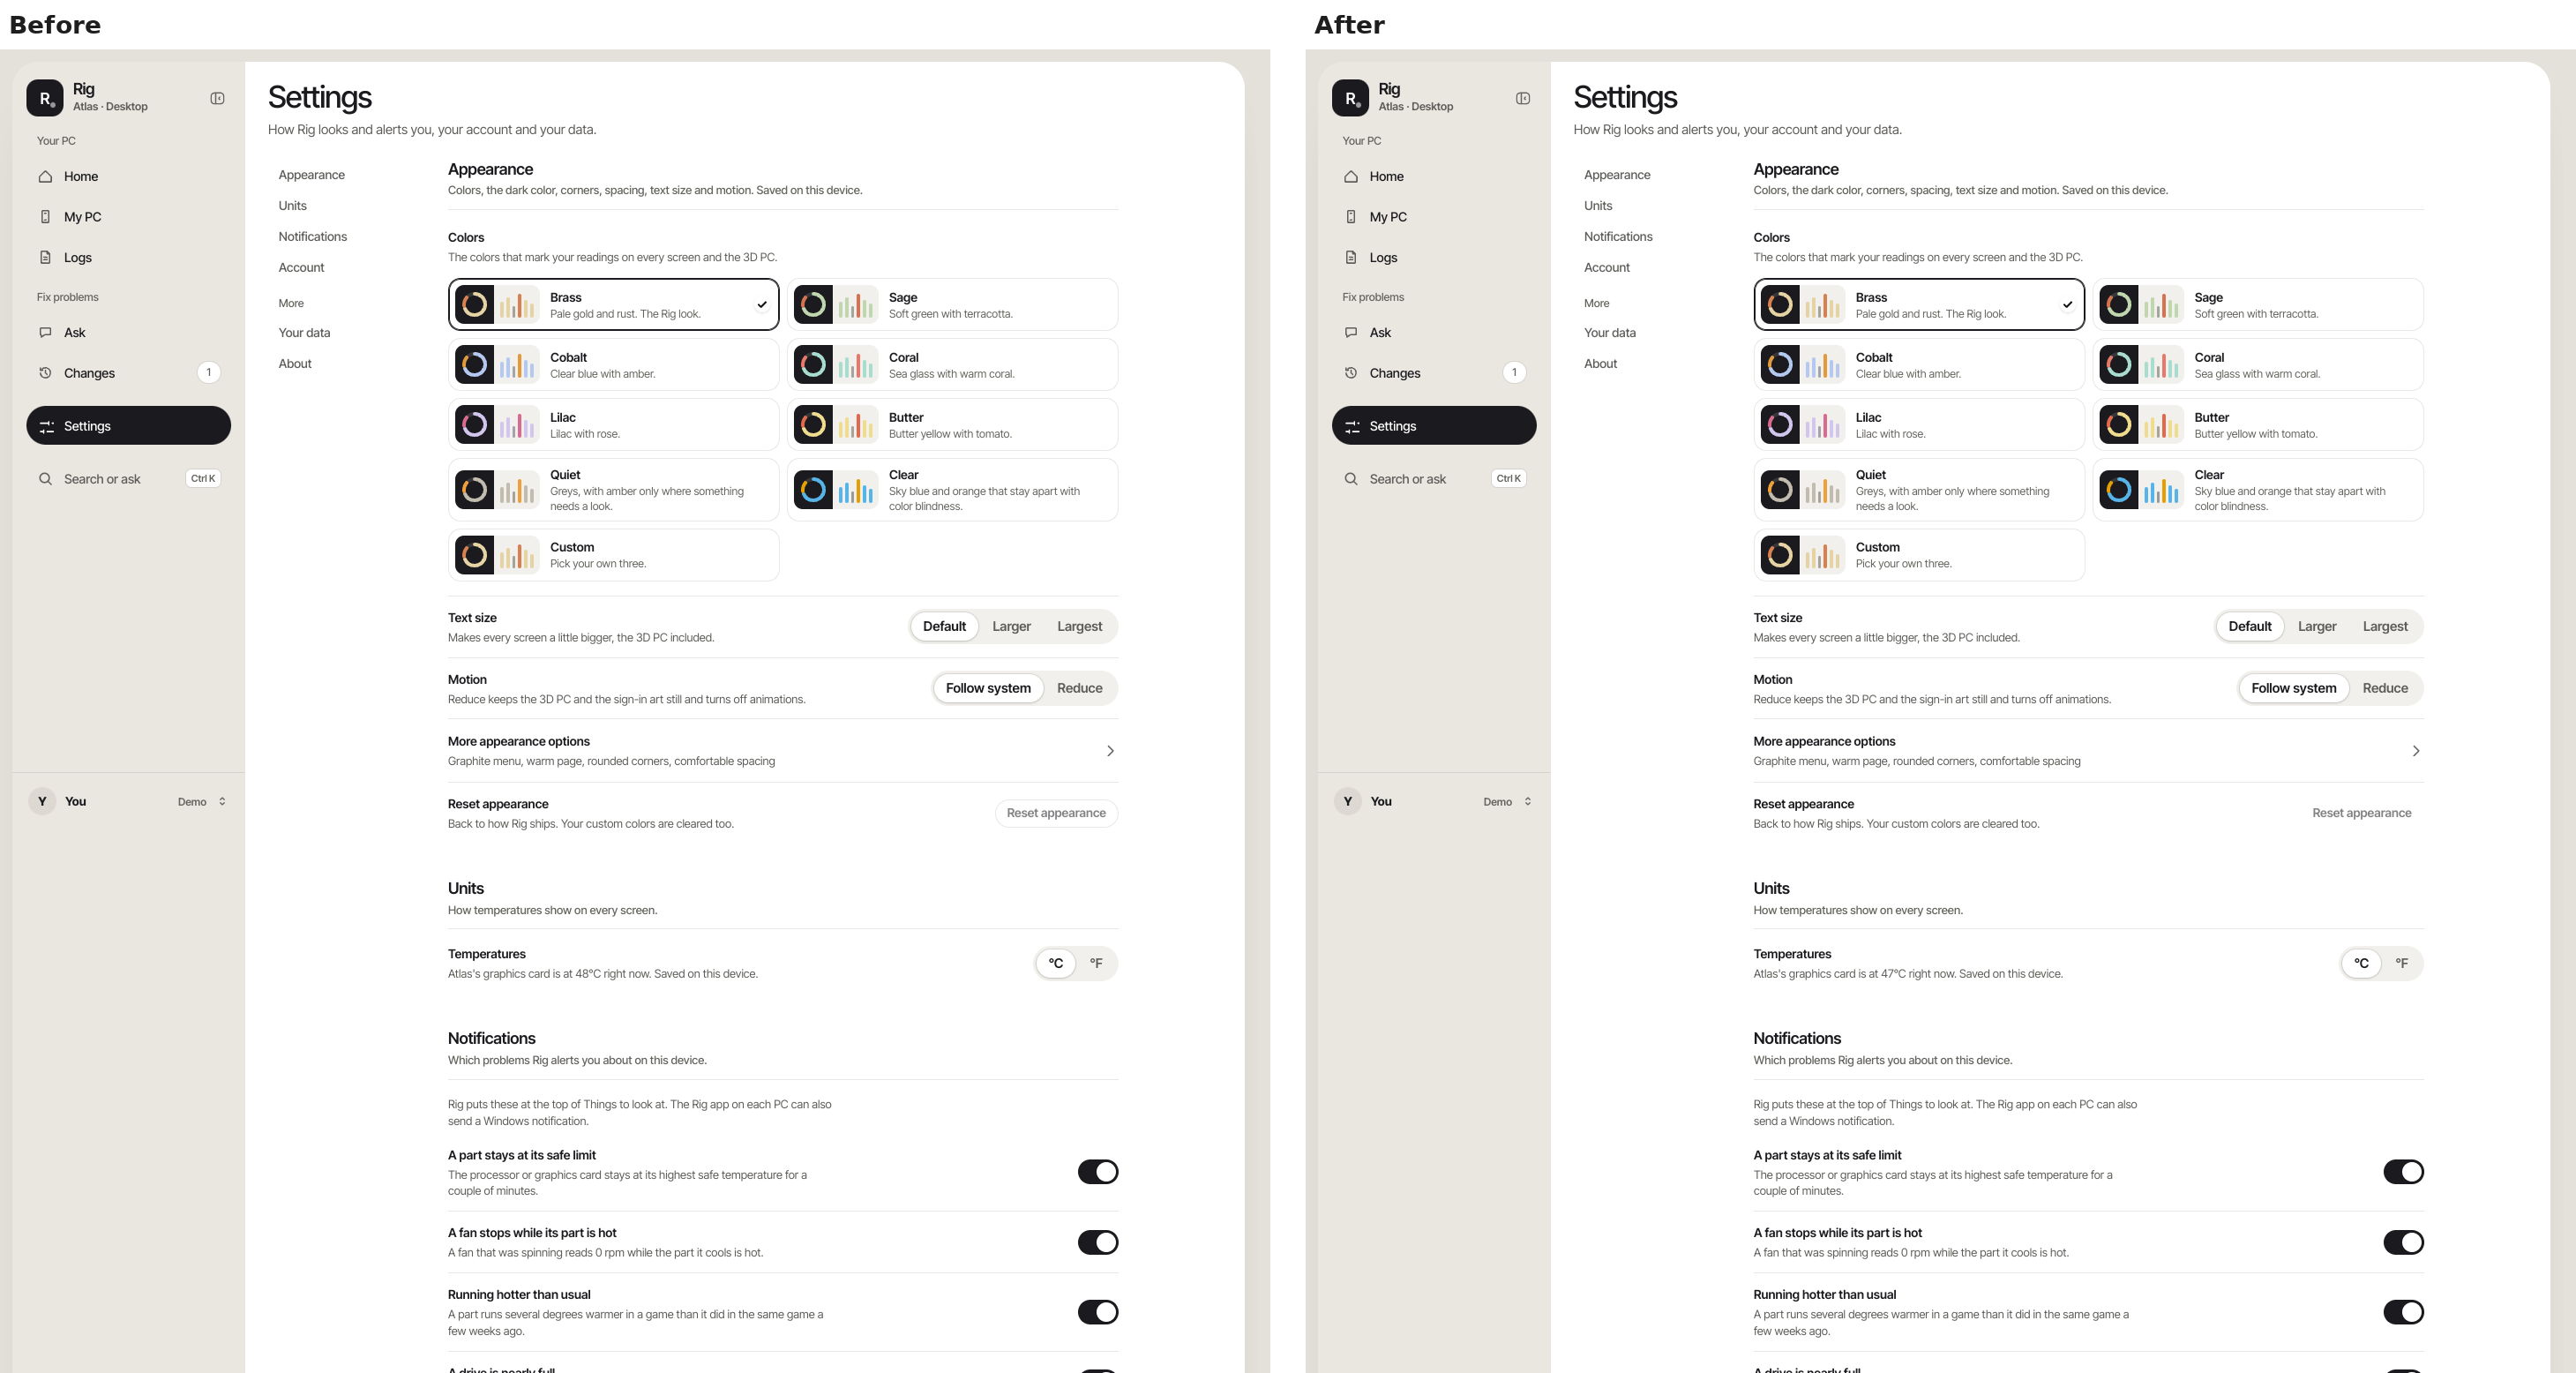 Before
R.
Rig
Atlas · Desktop
Your PC
Home
My PC
Logs
Fix problems
Ask
Changes
1
Settings
Search or ask
Ctrl K
Y
You
Demo
Settings
How Rig looks and alerts you, your account and your data.
Appearance
Units
Notifications
Account
More
Your data
About
Appearance
Colors, the dark color, corners, spacing, text size and motion. Saved on this device.
Colors
The colors that mark your readings on every screen and the 3D PC.
Brass
Pale gold and rust. The Rig look.
Sage
Soft green with terracotta.
Cobalt
Clear blue with amber.
Coral
Sea glass with warm coral.
Lilac
Lilac with rose.
Butter
Butter yellow with tomato.
Quiet
Greys, with amber only where something
needs a look.
Clear
Sky blue and orange that stay apart with
color blindness.
Custom
Pick your own three.
Text size
Makes every screen a little bigger, the 3D PC included.
Default
Larger
Largest
Motion
Reduce keeps the 3D PC and the sign-in art still and turns off animations.
Follow system
Reduce
More appearance options
Graphite menu, warm page, rounded corners, comfortable spacing
Reset appearance
Back to how Rig ships. Your custom colors are cleared too.
Reset appearance
Units
How temperatures show on every screen.
Temperatures
Atlas's graphics card is at 48°C right now. Saved on this device.
°C
°F
Notifications
Which problems Rig alerts you about on this device.
Rig puts these at the top of Things to look at. The Rig app on each PC can also
send a Windows notification.
A part stays at its safe limit
The processor or graphics card stays at its highest safe temperature for a
couple of minutes.
A fan stops while its part is hot
A fan that was spinning reads 0 rpm while the part it cools is hot.
Running hotter than usual
A part runs several degrees warmer in a game than it did in the same game a
few weeks ago.
A drive is nearly full
After
R.
Rig
Atlas · Desktop
Your PC
Home
My PC
Logs
Fix problems
Ask
Changes
1
Settings
Search or ask
Ctrl K
Y
You
Demo
Settings
How Rig looks and alerts you, your account and your data.
Appearance
Units
Notifications
Account
More
Your data
About
Appearance
Colors, the dark color, corners, spacing, text size and motion. Saved on this device.
Colors
The colors that mark your readings on every screen and the 3D PC.
Brass
Pale gold and rust. The Rig look.
Sage
Soft green with terracotta.
Cobalt
Clear blue with amber.
Coral
Sea glass with warm coral.
Lilac
Lilac with rose.
Butter
Butter yellow with tomato.
Quiet
Greys, with amber only where something
needs a look.
Clear
Sky blue and orange that stay apart with
color blindness.
Custom
Pick your own three.
Text size
Makes every screen a little bigger, the 3D PC included.
Default
Larger
Largest
Motion
Reduce keeps the 3D PC and the sign-in art still and turns off animations.
Follow system
Reduce
More appearance options
Graphite menu, warm page, rounded corners, comfortable spacing
Reset appearance
Back to how Rig ships. Your custom colors are cleared too.
Reset appearance
Units
How temperatures show on every screen.
Temperatures
Atlas's graphics card is at 47°C right now. Saved on this device.
°C
°F
Notifications
Which problems Rig alerts you about on this device.
Rig puts these at the top of Things to look at. The Rig app on each PC can also
send a Windows notification.
A part stays at its safe limit
The processor or graphics card stays at its highest safe temperature for a
couple of minutes.
A fan stops while its part is hot
A fan that was spinning reads 0 rpm while the part it cools is hot.
Running hotter than usual
A part runs several degrees warmer in a game than it did in the same game a
few weeks ago.
A drive is nearly full